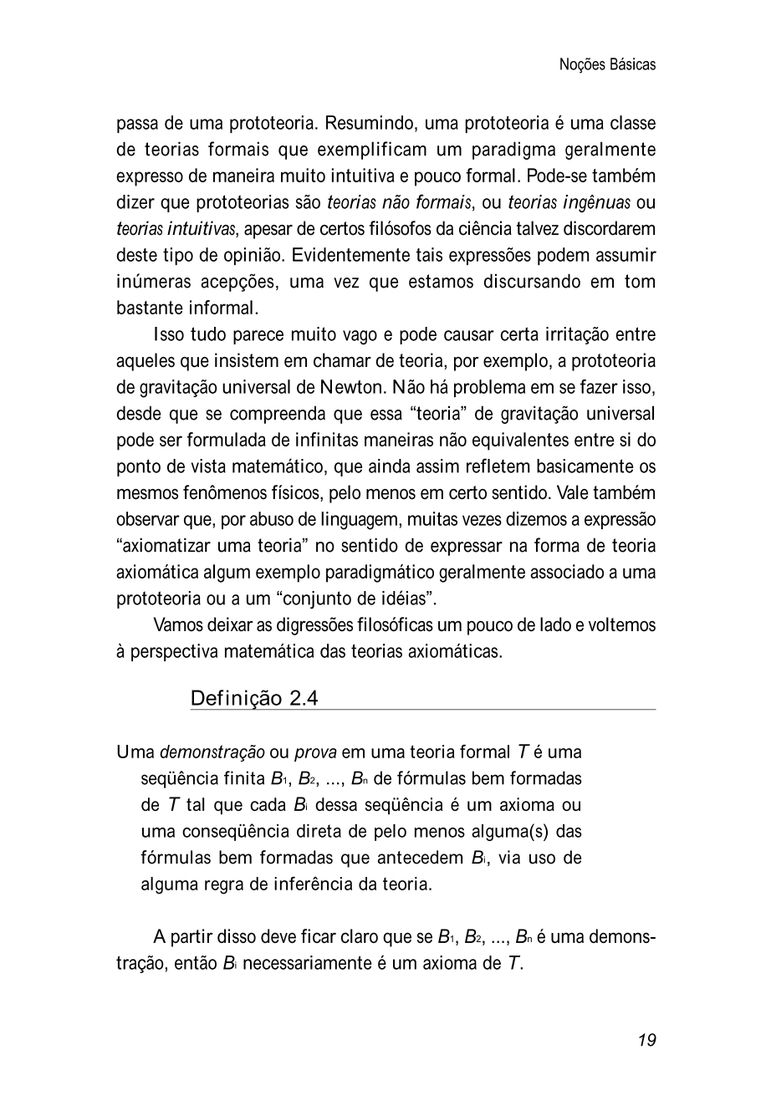 Noções Básicas
passa de uma prototeoria. Resumindo, uma prototeoria é uma classe
de teorias formais que exemplificam um paradigma geralmente
expresso de maneira muito intuitiva e pouco formal. Pode-se também
dizer que prototeorias são teorias não formais, ou teorias ingênuas ou
teorias intuitivas, apesar de certos filósofos da ciência talvez discordarem
deste tipo de opinião. Evidentemente tais expressões podem assumir
inúmeras acepções, uma vez que estamos discursando em tom
bastante informal.
Isso tudo parece muito vago e pode causar certa irritação entre
aqueles que insistem em chamar de teoria, por exemplo, a prototeoria
de gravitação universal de Newton. Não há problema em se fazer isso,
desde que se compreenda que essa “teoria” de gravitação universal
pode ser formulada de infinitas maneiras não equivalentes entre si do
ponto de vista matemático, que ainda assim refletem basicamente os
mesmos fenômenos físicos, pelo menos em certo sentido. Vale também
observar que, por abuso de linguagem, muitas vezes dizemos a expressão
“axiomatizar uma teoria” no sentido de expressar na forma de teoria
axiomática algum exemplo paradigmático geralmente associado a uma
prototeoria ou a um “conjunto de idéias”.
Vamos deixar as digressões filosóficas um pouco de lado e voltemos
à perspectiva matemática das teorias axiomáticas.
Definição 2.4
Uma demonstração ou prova em uma teoria formal T é uma
seqüência finita B₁, B₂, ..., Bₙ de fórmulas bem formadas
de T tal que cada Bᵢ dessa seqüência é um axioma ou
uma conseqüência direta de pelo menos alguma(s) das
fórmulas bem formadas que antecedem Bᵢ, via uso de
alguma regra de inferência da teoria.
A partir disso deve ficar claro que se B₁, B₂, ..., Bₙ é uma demons-
tração, então Bᵢ necessariamente é um axioma de T.
19